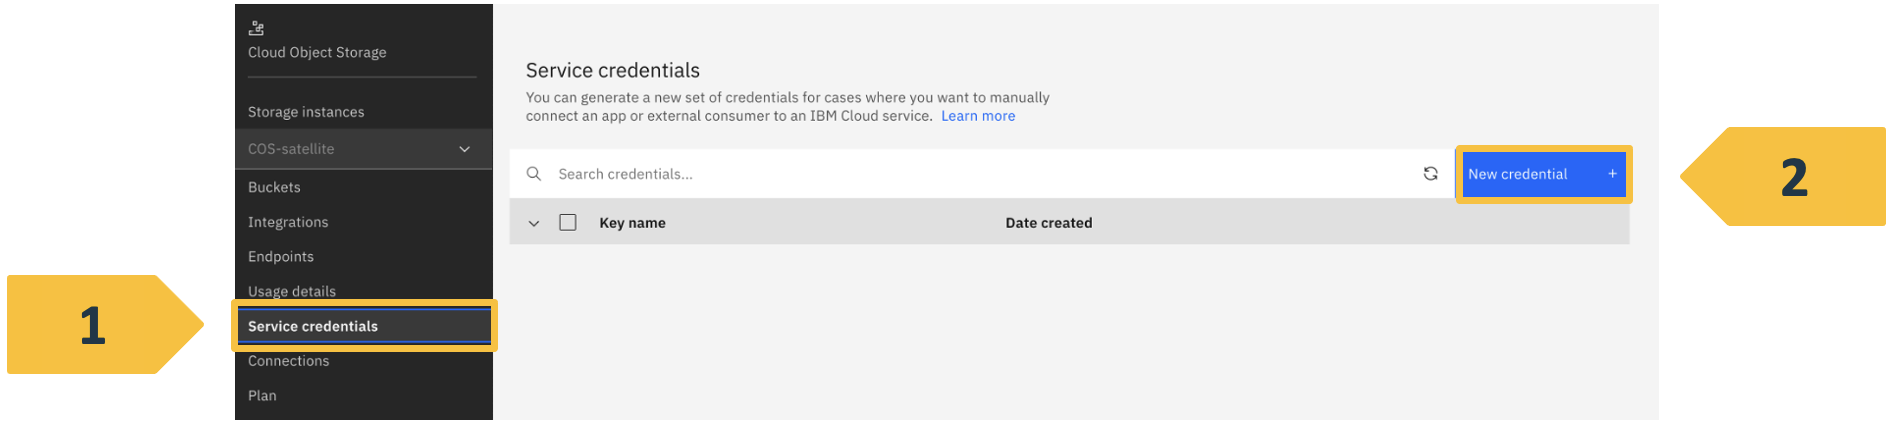 Cloud Object Storage
Storage instances
COS-satellite
Buckets
Integrations
Endpoints
Usage details
1
Service credentials
Connections
Plan
Service credentials
You can generate a new set of credentials for cases where you want to manually
connect an app or external consumer to an IBM Cloud service. Learn more
Search credentials...
New credential +
2
Key name Date created